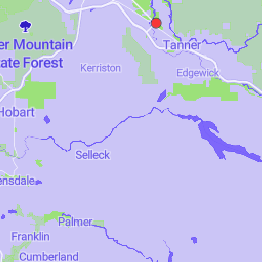 Tanner
er Mountain
ate Forest
Kerriston
Edgewick
Hobart
Selleck
ensdale
Palmer
Franklin
Cumberland